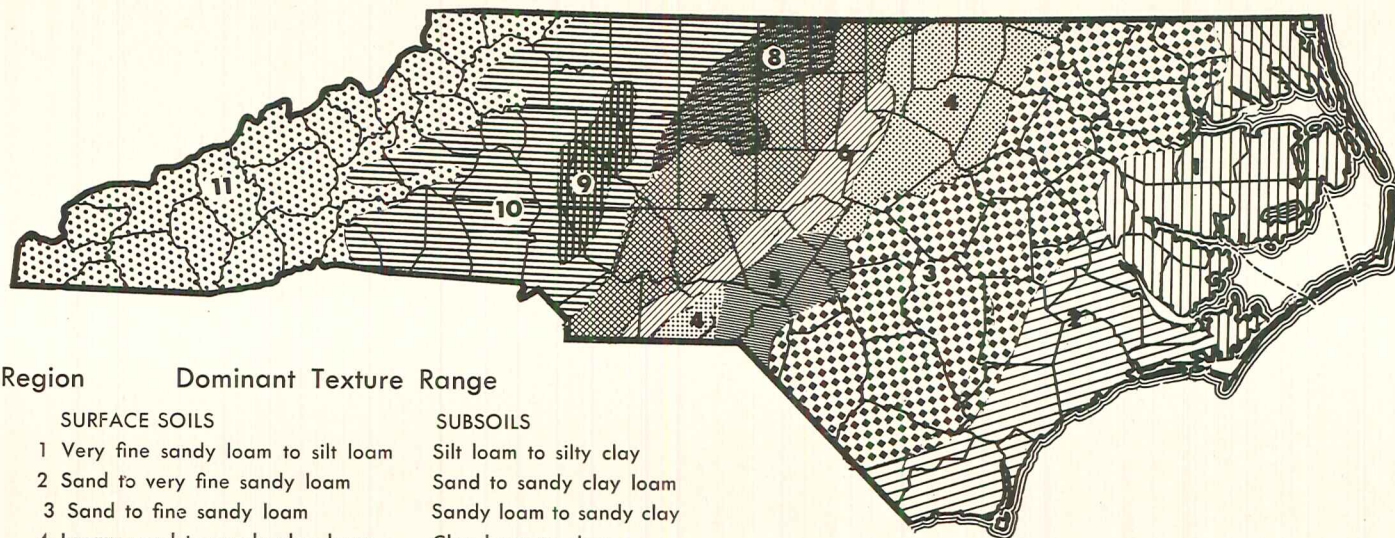 8
4
6
1
11
9
7
10
5
3
4
2
Region Dominant Texture Range
SURFACE SOILS SUBSOILS
1 Very fine sandy loam to silt loam Silt loam to silty clay
2 Sand to very fine sandy loam Sand to sandy clay loam
3 Sand to fine sandy loam Sandy loam to sandy clay
4